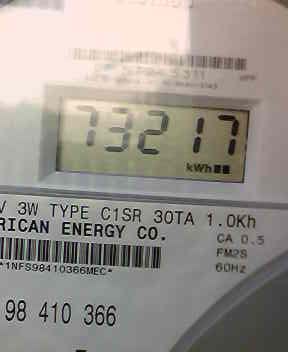 73217
kWh
V 3W TYPE C1SR 30TA 1.0Kh
RICAN ENERGY CO.
CA 0.5
FM2S
60Hz
*1NFS98410366MEC*
98 410 366